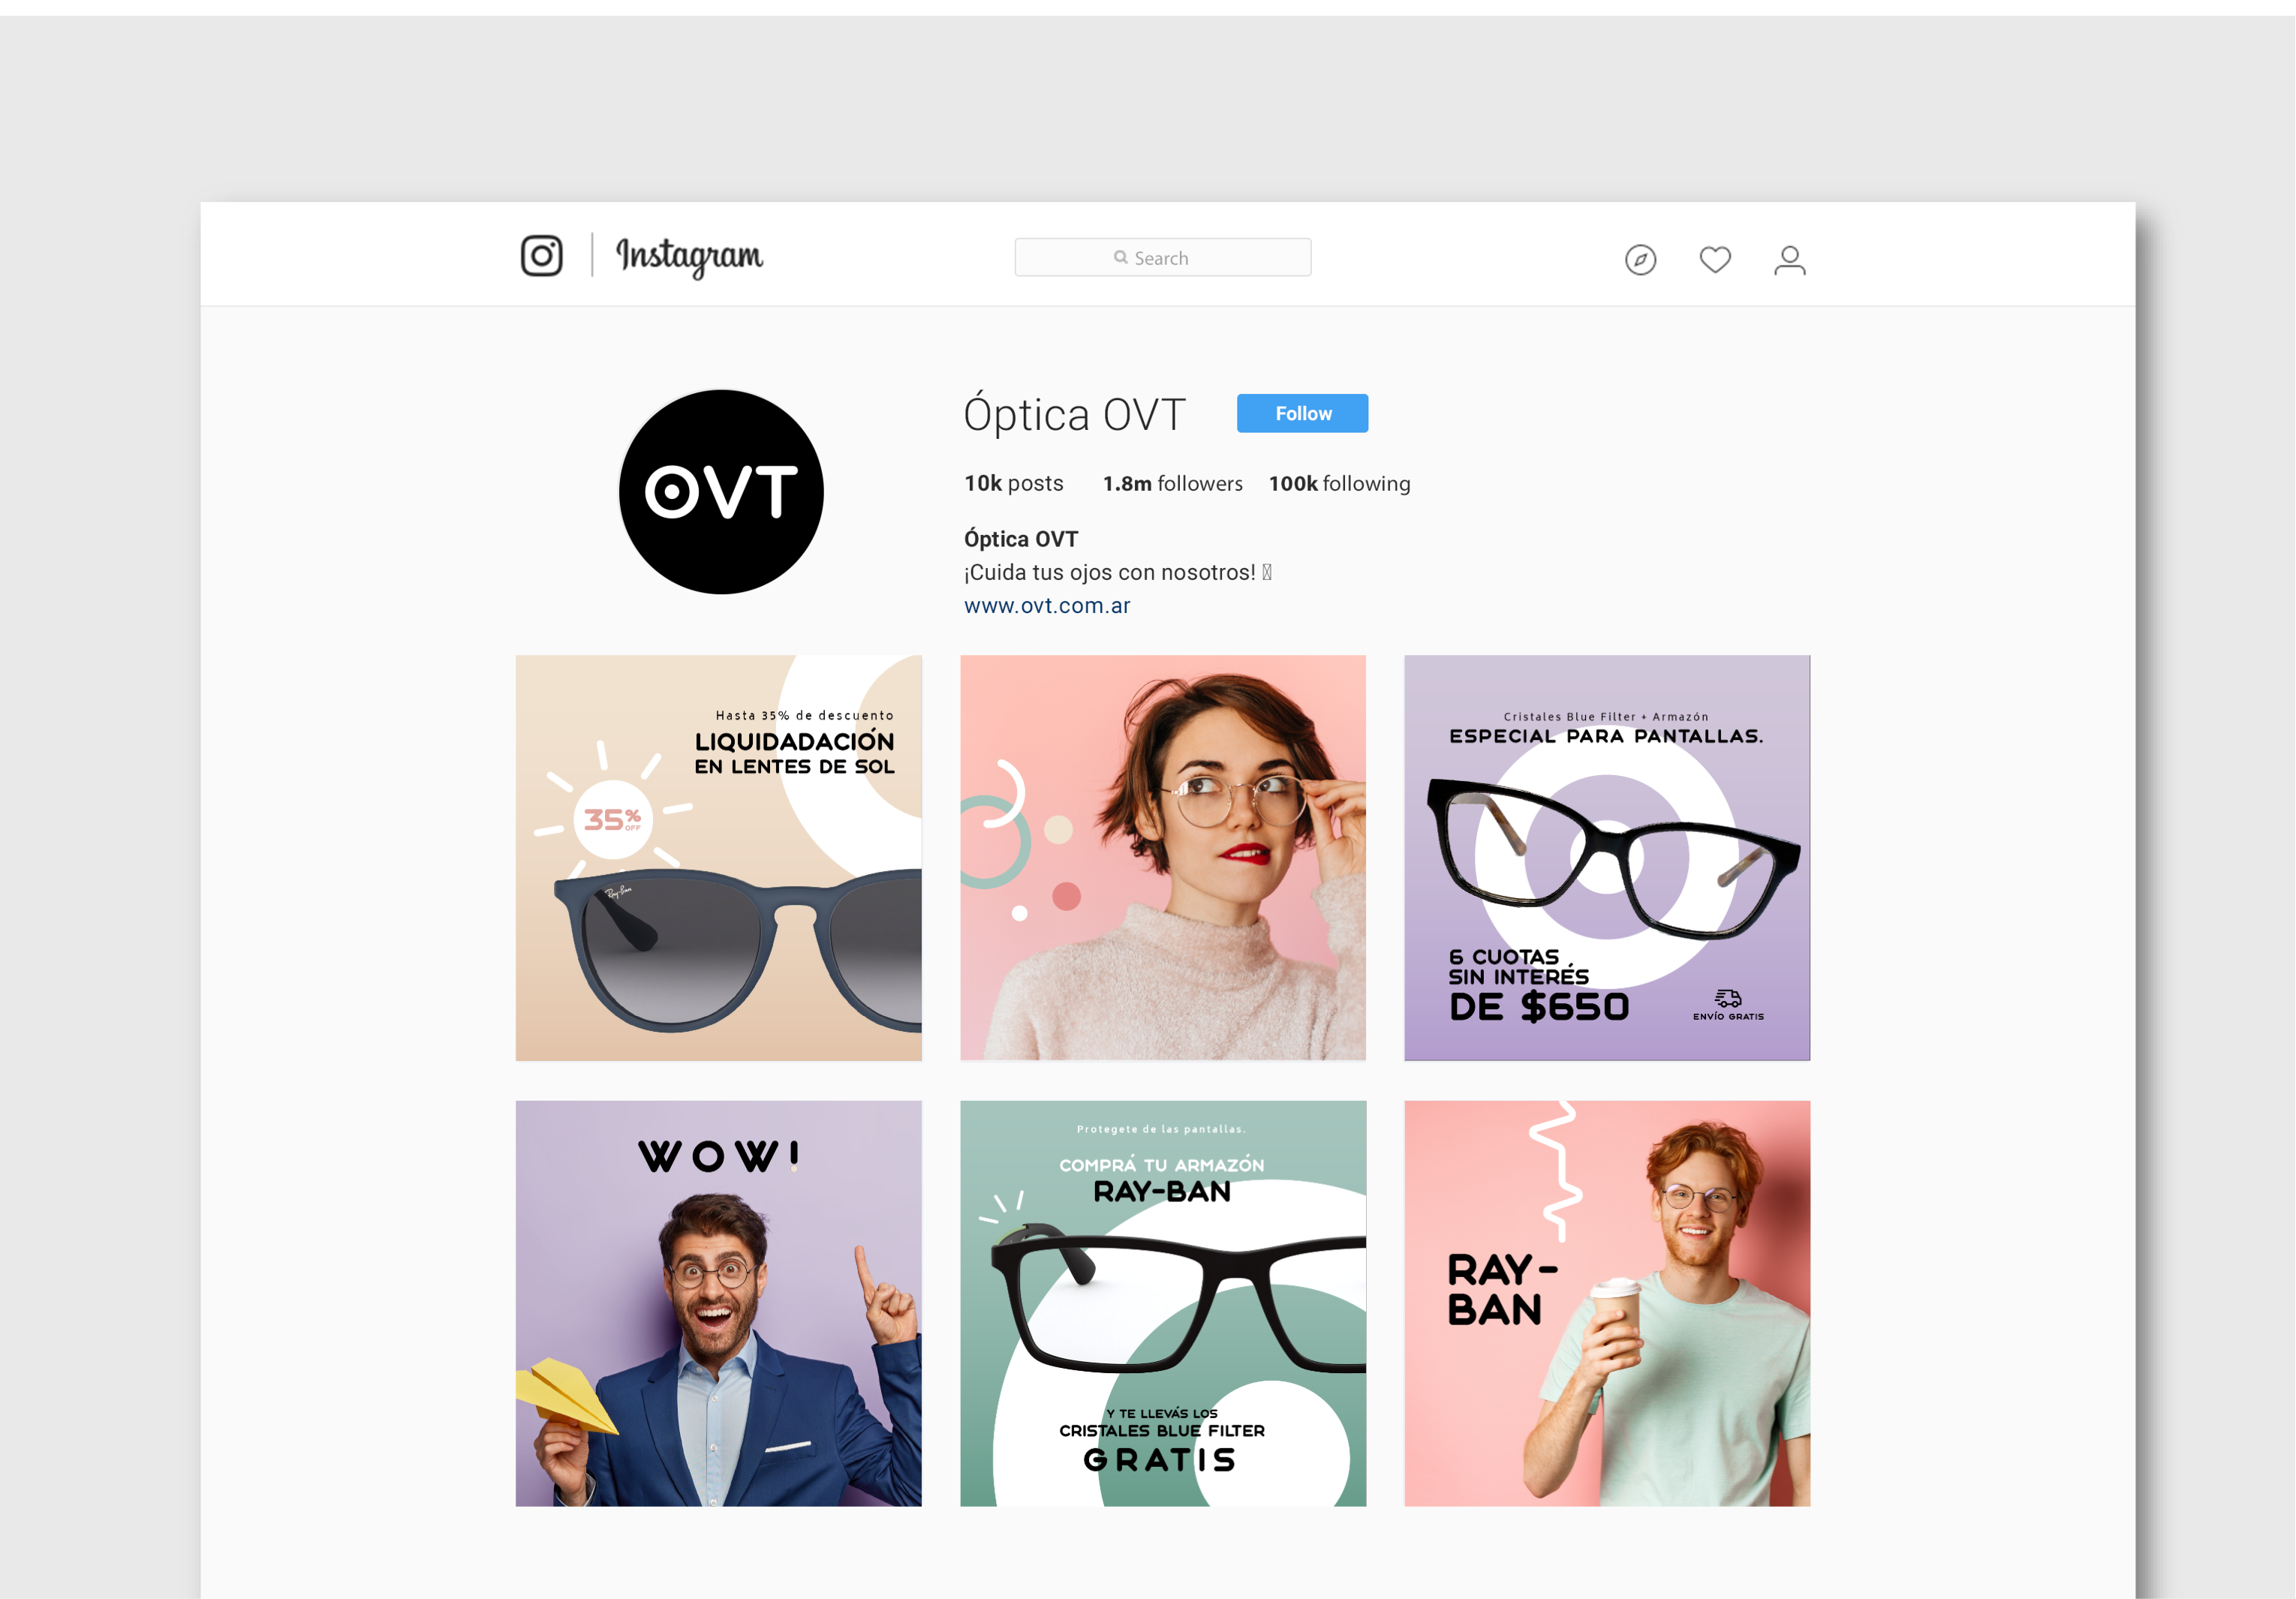 Instagram
Search
OVT
Óptica OVT
Follow
10k posts 1.8m followers 100k following
Óptica OVT
¡Cuida tus ojos con nosotros!
www.ovt.com.ar
Hasta 35% de descuento
LIQUIDADACIÓN
EN LENTES DE SOL
35%
OFF
Ray-Ban
Cristales Blue Filter + Armazón
ESPECIAL PARA PANTALLAS.
6 CUOTAS
SIN INTERÉS
DE $650
ENVÍO GRATIS
WOW!
Protegete de las pantallas.
COMPRÁ TU ARMAZÓN
RAY-BAN
Y TE LLEVÁS LOS
CRISTALES BLUE FILTER
GRATIS
RAY-
BAN